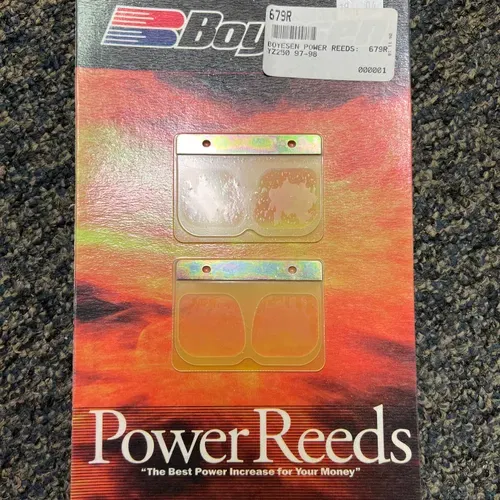 679R
BOYESEN POWER REEDS: 679R
YZ250 97-98
000001
Boy
Power Reeds
"The Best Power Increase for Your Money"